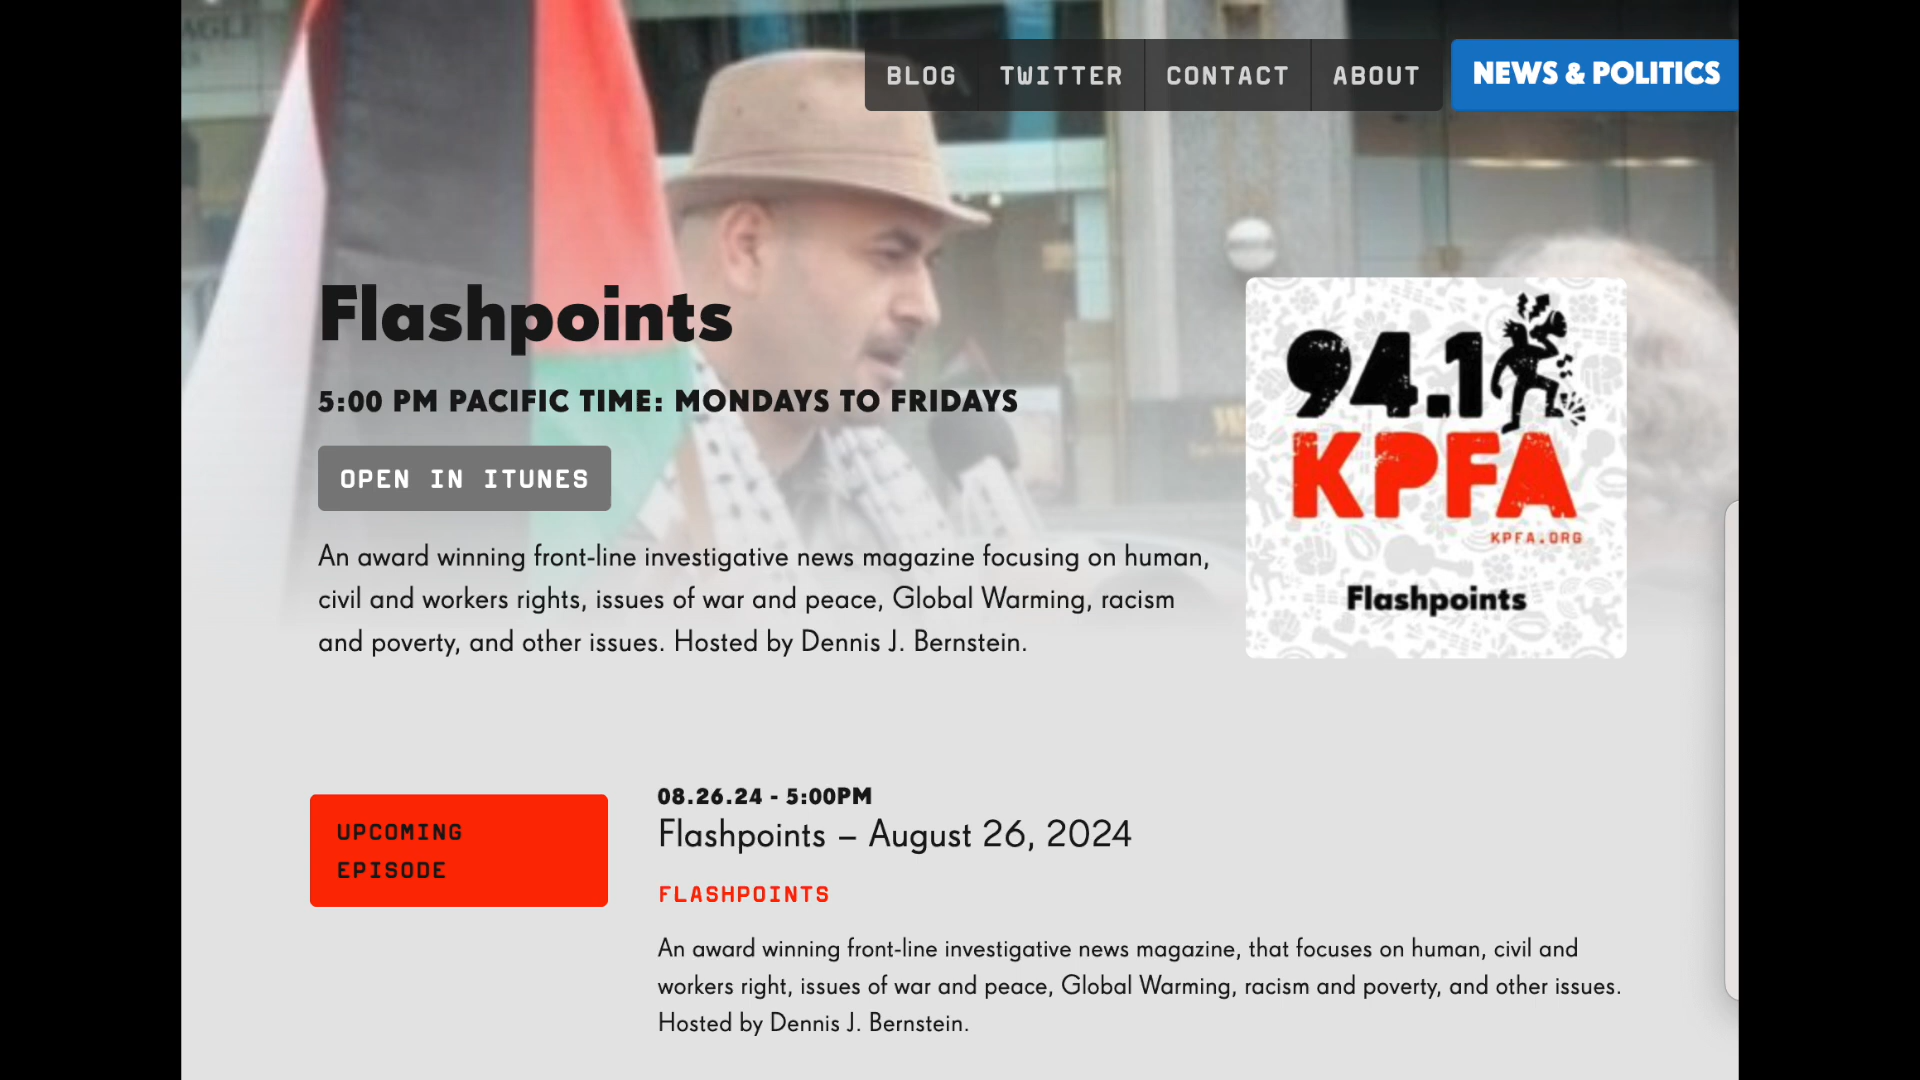 BLOG
TWITTER
CONTACT
ABOUT
NEWS & POLITICS
Flashpoints
5:00 PM PACIFIC TIME: MONDAYS TO FRIDAYS
OPEN IN ITUNES
An award winning front-line investigative news magazine focusing on human,
civil and workers rights, issues of war and peace, Global Warming, racism
and poverty, and other issues. Hosted by Dennis J. Bernstein.
94.1
KPFA
KPFA.ORG
Flashpoints
UPCOMING
EPISODE
08.26.24 - 5:00PM
Flashpoints – August 26, 2024
FLASHPOINTS
An award winning front-line investigative news magazine, that focuses on human, civil and
workers right, issues of war and peace, Global Warming, racism and poverty, and other issues.
Hosted by Dennis J. Bernstein.